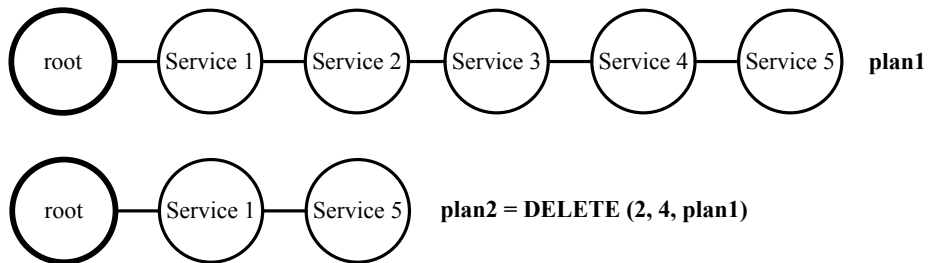 root Service 1 Service 2 Service 3 Service 4 Service 5 plan1
root Service 1 Service 5 plan2 = DELETE (2, 4, plan1)